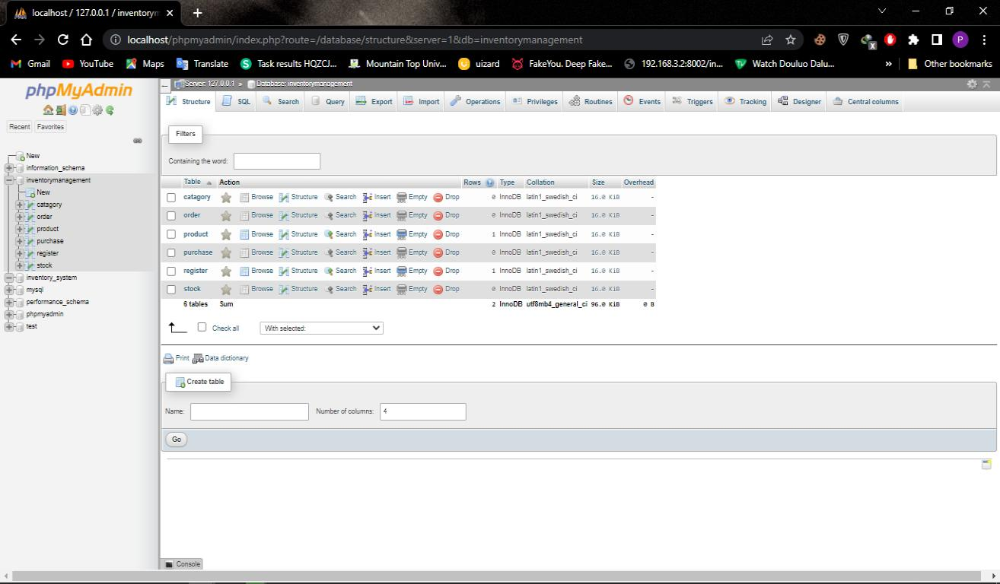 localhost / 127.0.0.1 / inventorym
localhost/phpmyadmin/index.php?route=/database/structure&server=1&db=inventorymanagement
P
Gmail YouTube Maps Translate Task results HQZCJ... Mountain Top Univ... uizard FakeYou. Deep Fake... 192.168.3.2:8002/in... Watch Douluo Dalu... » Other bookmarks
phpMyAdmin
Recent Favorites
New
information_schema
inventorymanagement
New
catagory
order
product
purchase
register
stock
inventory_system
mysql
performance_schema
phpmyadmin
test
Server: 127.0.0.1 » Database: inventorymanagement
Structure SQL Search Query Export Import Operations Privileges Routines Events Triggers Tracking Designer Central columns
Filters
Containing the word:
Table Action Rows Type Collation Size Overhead
catagory Browse Structure Search Insert Empty Drop 0 InnoDB latin1_swedish_ci 16.0 KiB -
order Browse Structure Search Insert Empty Drop 0 InnoDB latin1_swedish_ci 16.0 KiB -
product Browse Structure Search Insert Empty Drop 1 InnoDB latin1_swedish_ci 16.0 KiB -
purchase Browse Structure Search Insert Empty Drop 0 InnoDB latin1_swedish_ci 16.0 KiB -
register Browse Structure Search Insert Empty Drop 1 InnoDB latin1_swedish_ci 16.0 KiB -
stock Browse Structure Search Insert Empty Drop 0 InnoDB latin1_swedish_ci 16.0 KiB -
6 tables Sum 2 InnoDB utf8mb4_general_ci 96.0 KiB 0 B
Check all With selected:
Print Data dictionary
Create table
Name: Number of columns: 4
Go
Console